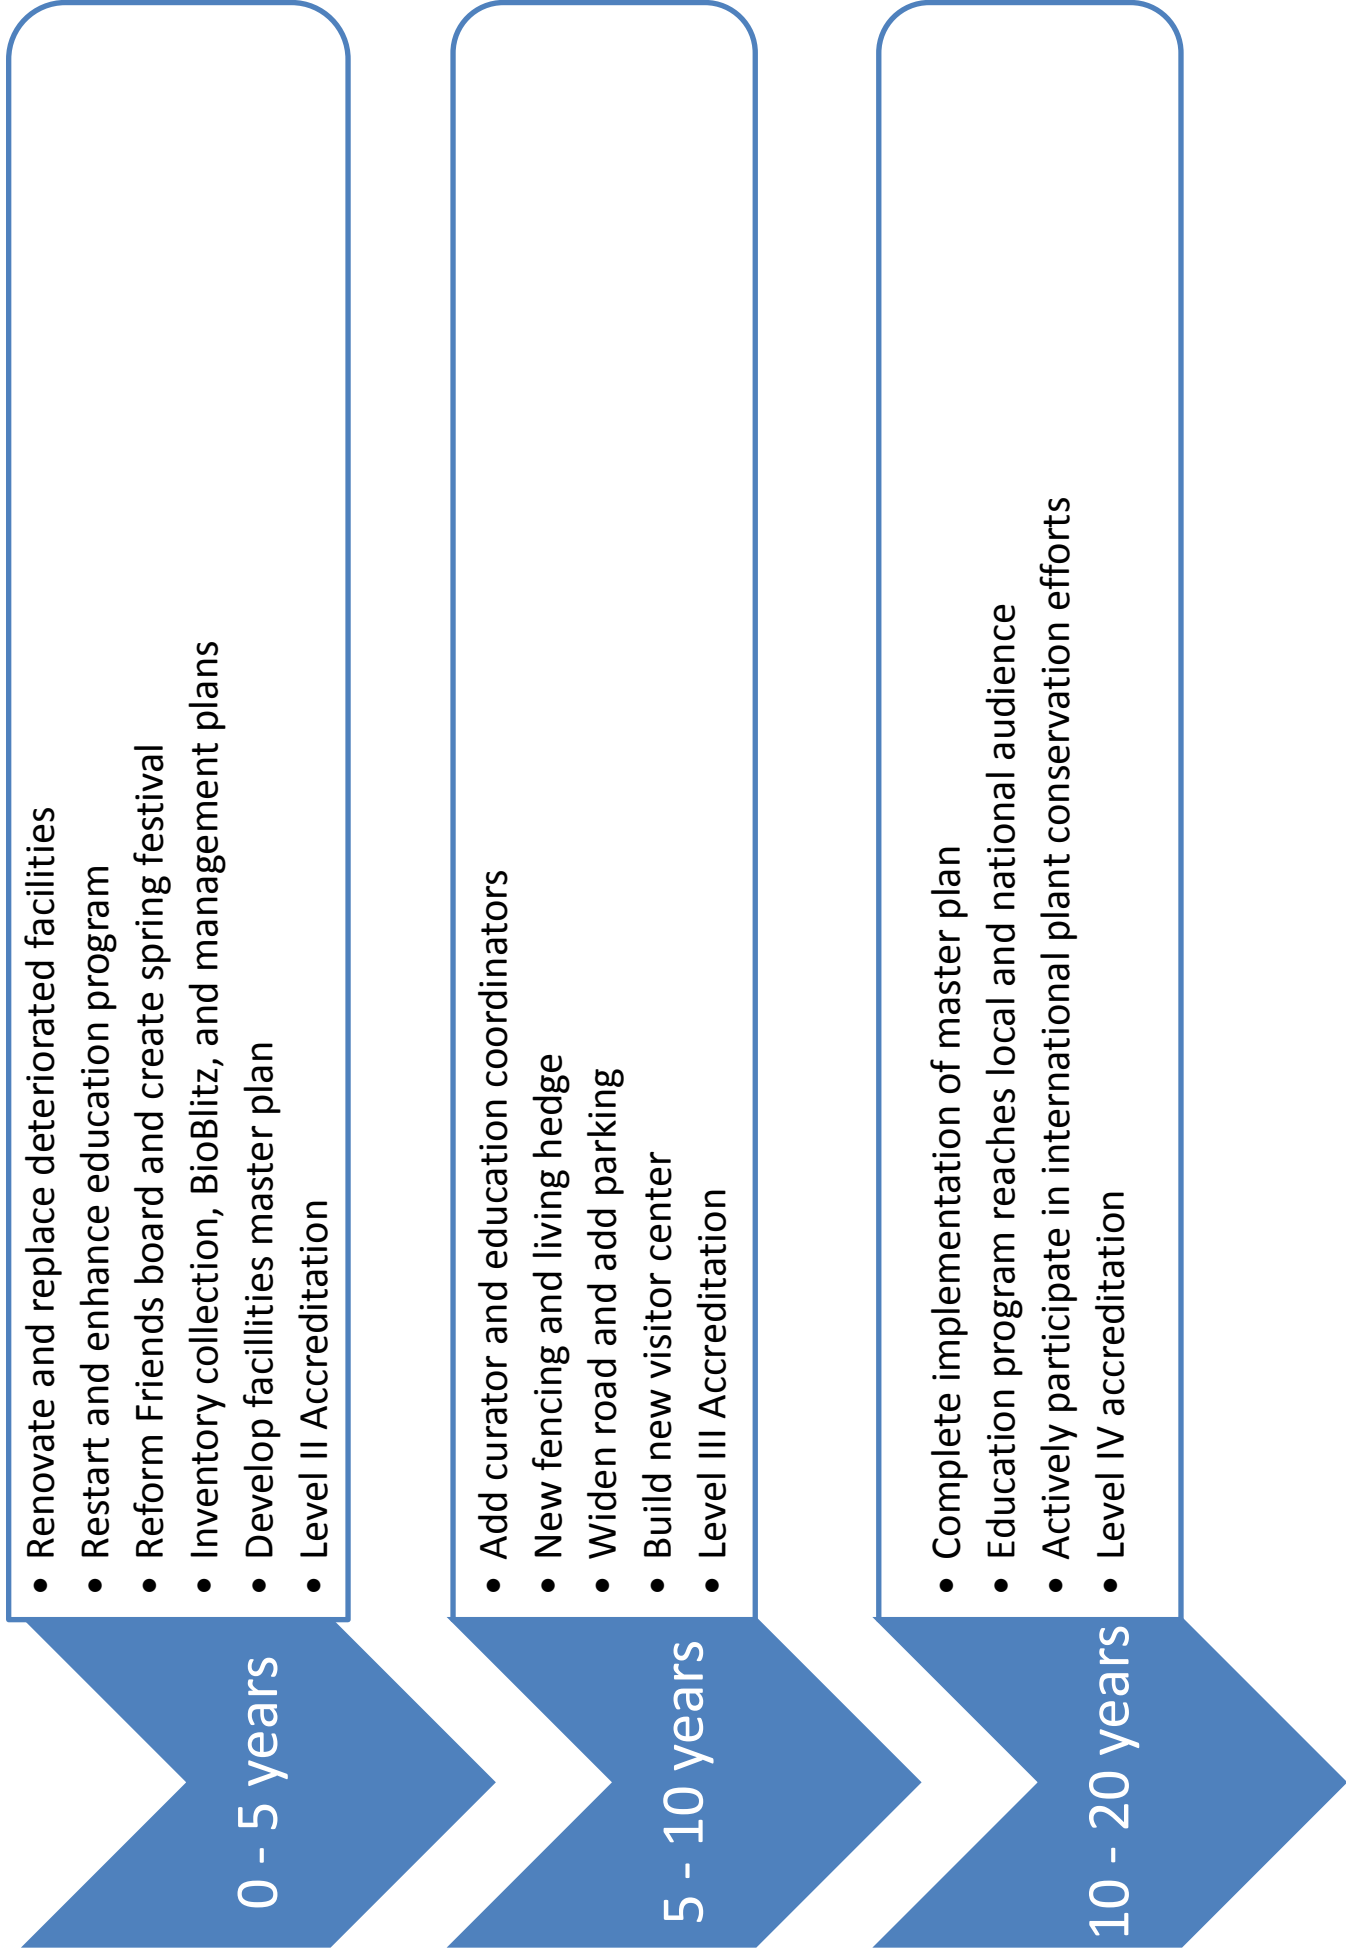 0 - 5 years
• Renovate and replace deteriorated facilities
• Restart and enhance education program
• Reform Friends board and create spring festival
• Inventory collection, BioBlitz, and management plans
• Develop facillities master plan
• Level II Accreditation
5 - 10 years
• Add curator and education coordinators
• New fencing and living hedge
• Widen road and add parking
• Build new visitor center
• Level III Accreditation
10 - 20 years
• Complete implementation of master plan
• Education program reaches local and national audience
• Actively participate in international plant conservation efforts
• Level IV accreditation